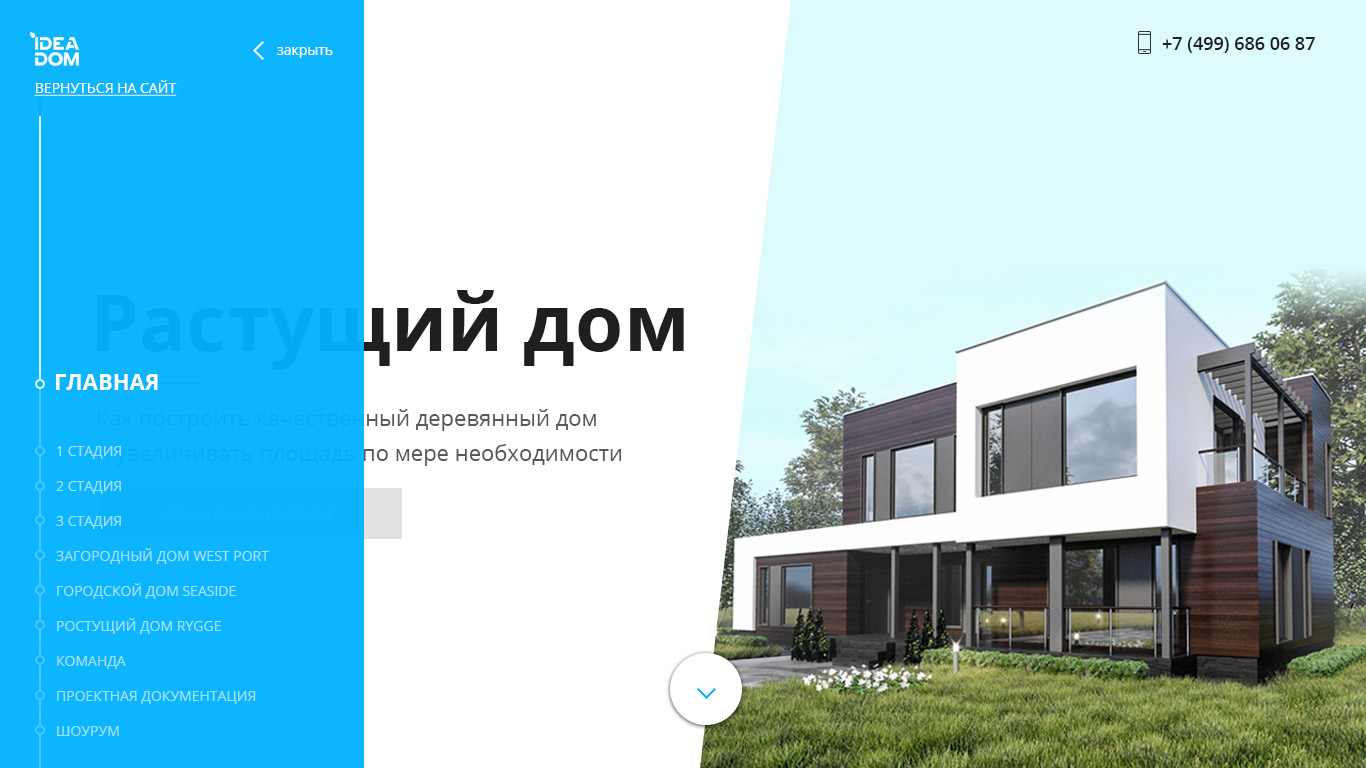 IDEA
DOM
закрыть
ВЕРНУТЬСЯ НА САЙТ
+7 (499) 686 06 87
Растущий дом
ГЛАВНАЯ
Как построить качественный деревянный дом
увеличивать площадь по мере необходимости
1 СТАДИЯ
2 СТАДИЯ
3 СТАДИЯ
ЗАГОРОДНЫЙ ДОМ WEST PORT
ГОРОДСКОЙ ДОМ SEASIDE
РОСТУЩИЙ ДОМ RYGGE
КОМАНДА
ПРОЕКТНАЯ ДОКУМЕНТАЦИЯ
ШОУРУМ